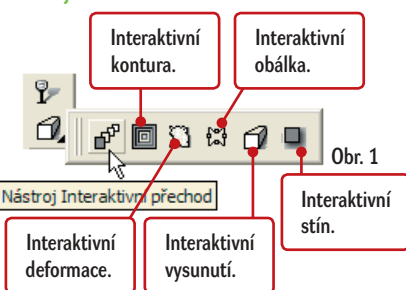 Interaktivní
kontura.
Interaktivní
obálka.
Obr. 1
Nástroj Interaktivní přechod
Interaktivní
stín.
Interaktivní
deformace.
Interaktivní
vysunutí.